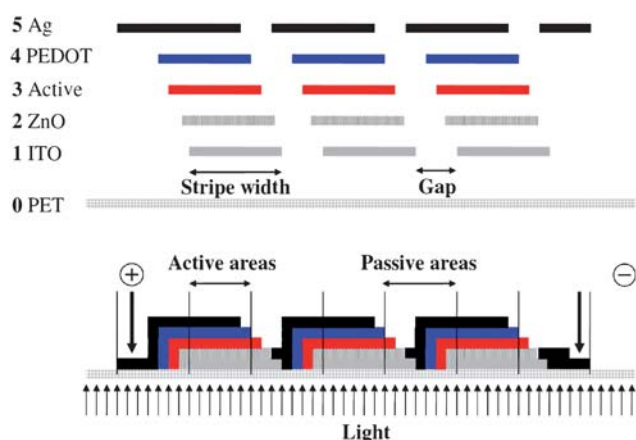 5 Ag
4 PEDOT
3 Active
2 ZnO
1 ITO
Stripe width
Gap
0 PET
+
Active areas
Passive areas
−
Light